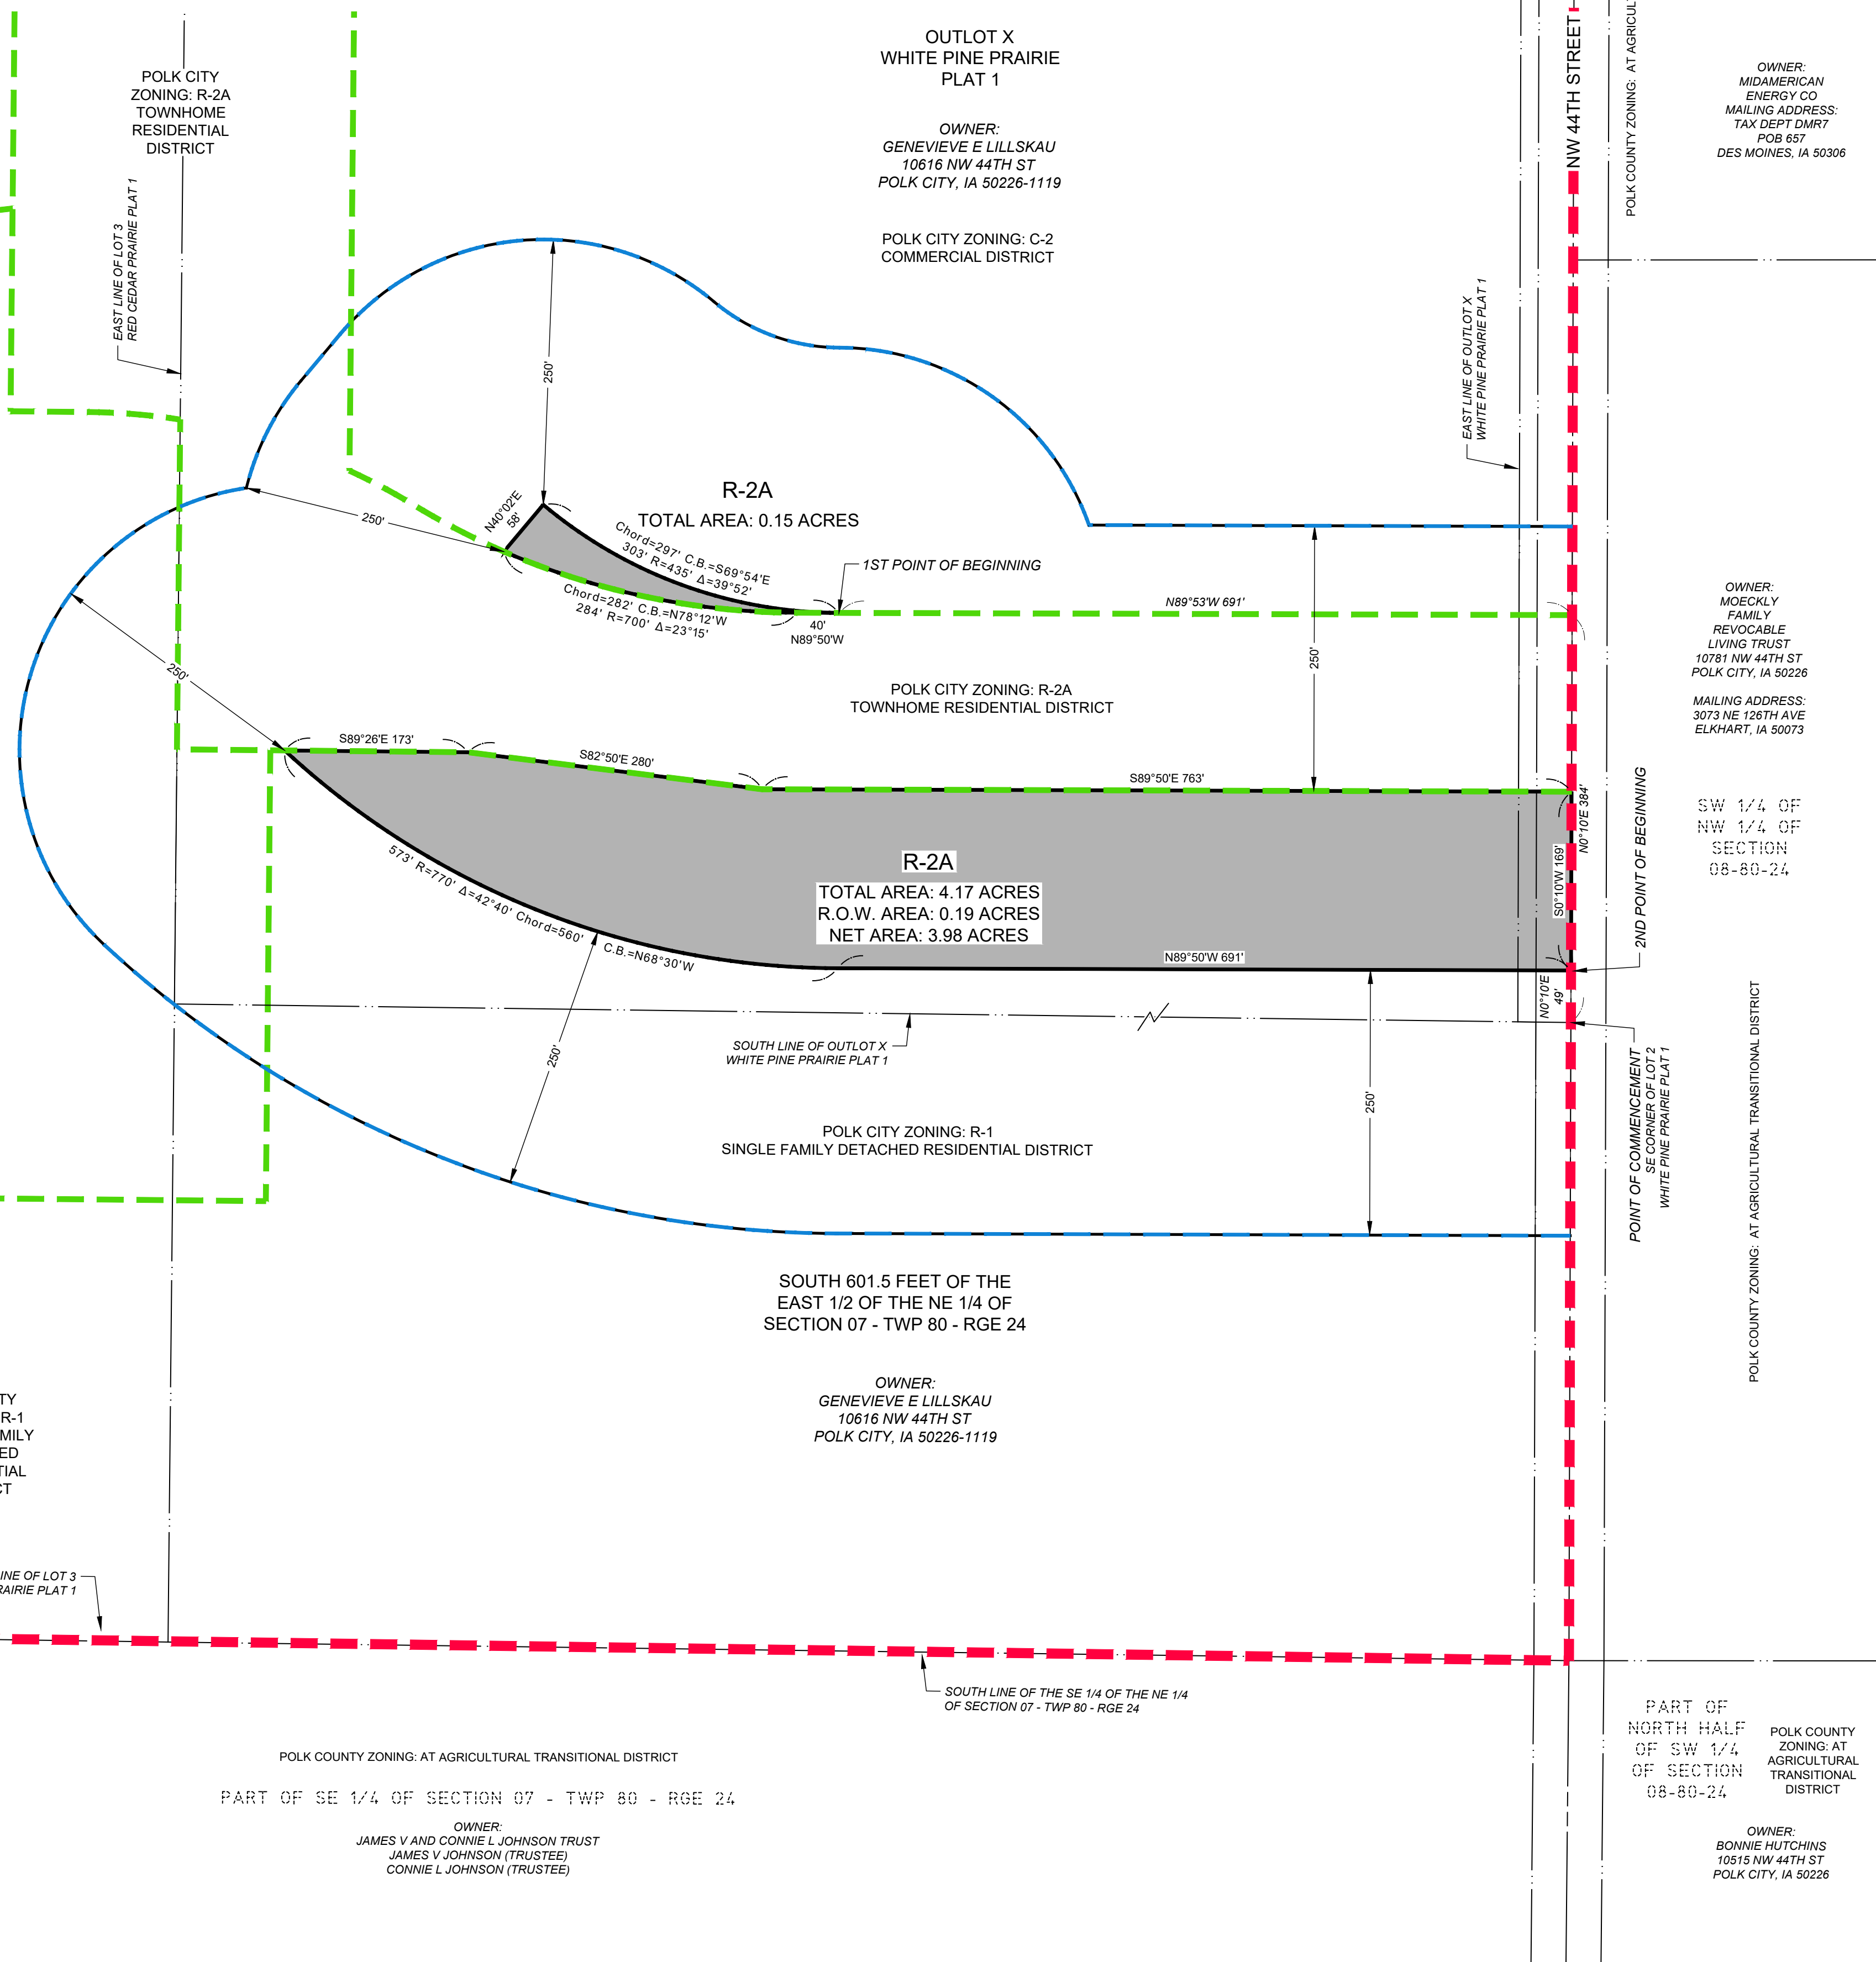 POLK CITY
ZONING: R-2A
TOWNHOME
RESIDENTIAL
DISTRICT
EAST LINE OF LOT 3
RED CEDAR PRAIRIE PLAT 1
OUTLOT X
WHITE PINE PRAIRIE
PLAT 1
OWNER:
GENEVIEVE E LILLSKAU
10616 NW 44TH ST
POLK CITY, IA 50226-1119
POLK CITY ZONING: C-2
COMMERCIAL DISTRICT
EAST LINE OF OUTLOT X
WHITE PINE PRAIRIE PLAT 1
NW 44TH STREET
POLK COUNTY ZONING: AT AGRICUL
OWNER:
MIDAMERICAN
ENERGY CO
MAILING ADDRESS:
TAX DEPT DMR7
POB 657
DES MOINES, IA 50306
250'
250'
N40°02'E
58'
R-2A
TOTAL AREA: 0.15 ACRES
Chord=297' C.B.=S69°54'E
303' R=435' Δ=39°52'
1ST POINT OF BEGINNING
Chord=282' C.B.=N78°12'W
284' R=700' Δ=23°15'
40'
N89°50'W
N89°53'W 691'
250'
250'
POLK CITY ZONING: R-2A
TOWNHOME RESIDENTIAL DISTRICT
OWNER:
MOECKLY
FAMILY
REVOCABLE
LIVING TRUST
10781 NW 44TH ST
POLK CITY, IA 50226
MAILING ADDRESS:
3073 NE 126TH AVE
ELKHART, IA 50073
S89°26'E 173'
S82°50'E 280'
S89°50'E 763'
N0°10'E 384'
S0°10'W 169'
2ND POINT OF BEGINNING
SW 1/4 OF
NW 1/4 OF
SECTION
08-80-24
R-2A
TOTAL AREA: 4.17 ACRES
R.O.W. AREA: 0.19 ACRES
NET AREA: 3.98 ACRES
573' R=770' Δ=42°40' Chord=560' C.B.=N68°30'W
N89°50'W 691'
N0°10'E
49'
SOUTH LINE OF OUTLOT X
WHITE PINE PRAIRIE PLAT 1
250'
250'
POINT OF COMMENCEMENT
SE CORNER OF LOT 2
WHITE PINE PRAIRIE PLAT 1
POLK COUNTY ZONING: AT AGRICULTURAL TRANSITIONAL DISTRICT
POLK CITY ZONING: R-1
SINGLE FAMILY DETACHED RESIDENTIAL DISTRICT
SOUTH 601.5 FEET OF THE
EAST 1/2 OF THE NE 1/4 OF
SECTION 07 - TWP 80 - RGE 24
OWNER:
GENEVIEVE E LILLSKAU
10616 NW 44TH ST
POLK CITY, IA 50226-1119
TY
R-1
MILY
ED
TIAL
CT
INE OF LOT 3
RAIRIE PLAT 1
SOUTH LINE OF THE SE 1/4 OF THE NE 1/4
OF SECTION 07 - TWP 80 - RGE 24
POLK COUNTY ZONING: AT AGRICULTURAL TRANSITIONAL DISTRICT
PART OF SE 1/4 OF SECTION 07 - TWP 80 - RGE 24
OWNER:
JAMES V AND CONNIE L JOHNSON TRUST
JAMES V JOHNSON (TRUSTEE)
CONNIE L JOHNSON (TRUSTEE)
PART OF
NORTH HALF
OF SW 1/4
OF SECTION
08-80-24
POLK COUNTY
ZONING: AT
AGRICULTURAL
TRANSITIONAL
DISTRICT
OWNER:
BONNIE HUTCHINS
10515 NW 44TH ST
POLK CITY, IA 50226